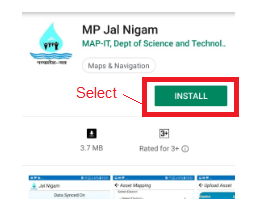 MP Jal Nigam
MAP-IT, Dept of Science and Technol..
Maps & Navigation
Select
INSTALL
3.7 MB
3+
Rated for 3+
Jal Nigam
Data Synced On
Asset Mapping
Upload Asset